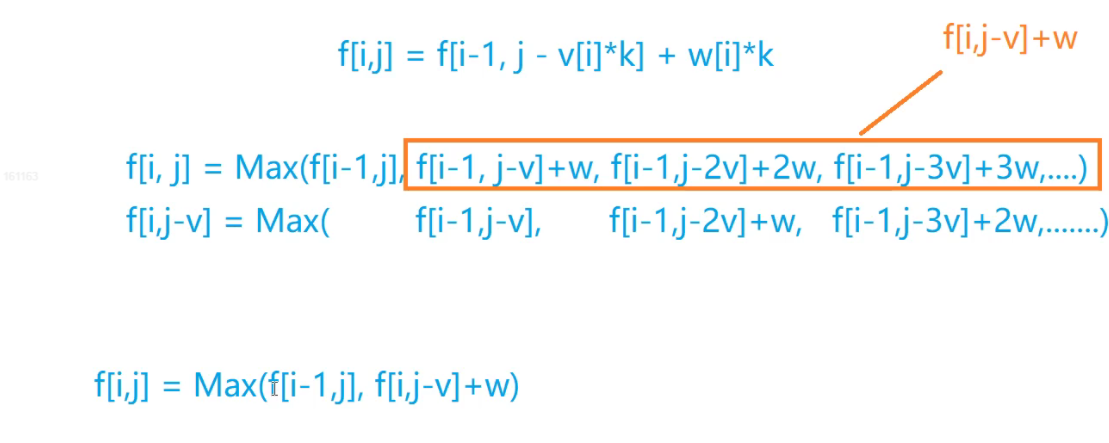 f[i,j] = f[i-1, j - v[i]*k] + w[i]*k
f[i,j-v]+w
f[i, j] = Max(f[i-1,j], f[i-1, j-v]+w, f[i-1,j-2v]+2w, f[i-1,j-3v]+3w,....)
161163
f[i,j-v] = Max( f[i-1,j-v], f[i-1,j-2v]+w, f[i-1,j-3v]+2w,.......)
f[i,j] = Max(f[i-1,j], f[i,j-v]+w)